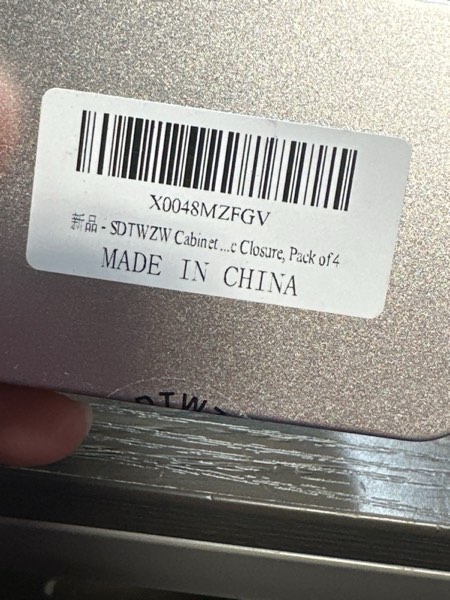 X0048MZFGV
新品 - SDTWZW Cabinet ...c Closure, Pack of 4
MADE IN CHINA